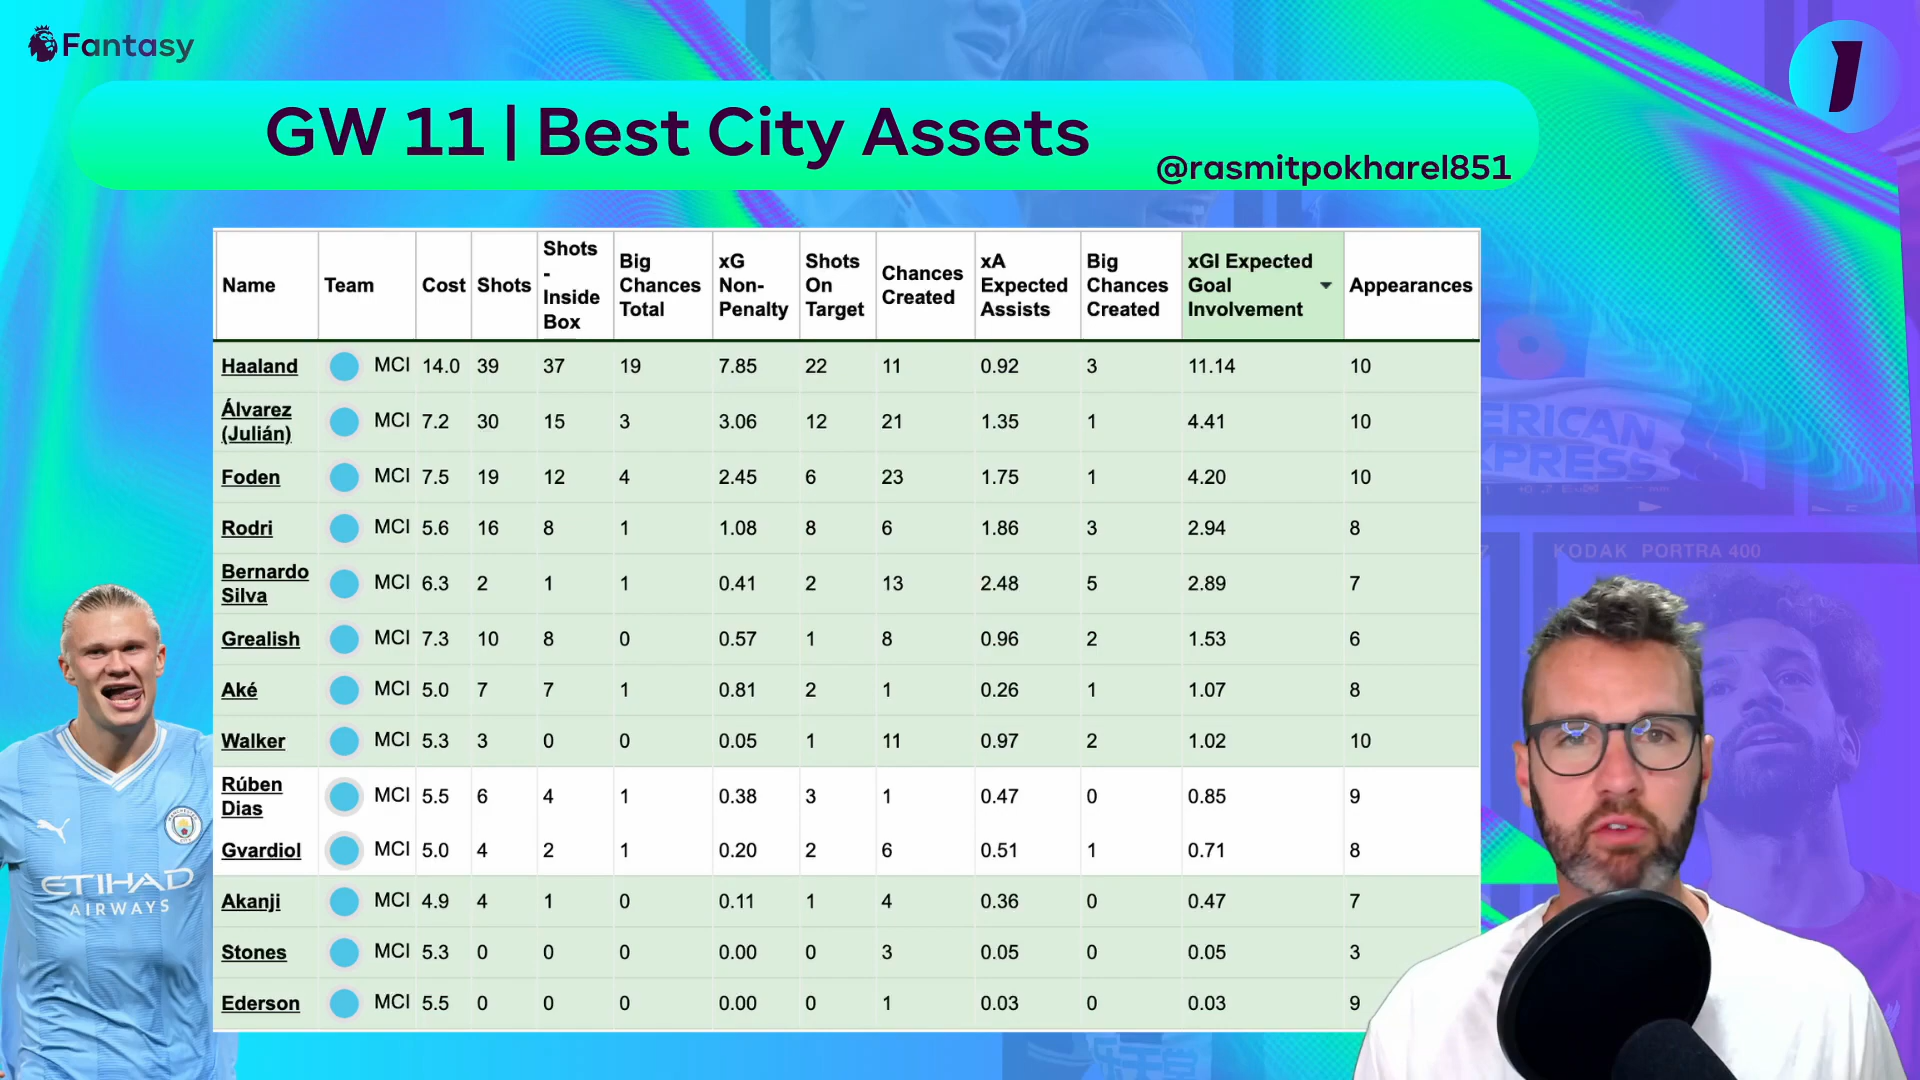 Fantasy
GW 11 | Best City Assets
@rasmitpokharel851
Name Team Cost Shots Shots - Inside Box Big Chances Total xG Non-Penalty Shots On Target Chances Created xA Expected Assists Big Chances Created xGI Expected Goal Involvement Appearances
Haaland MCI 14.0 39 37 19 7.85 22 11 0.92 3 11.14 10
Álvarez (Julián) MCI 7.2 30 15 3 3.06 12 21 1.35 1 4.41 10
Foden MCI 7.5 19 12 4 2.45 6 23 1.75 1 4.20 10
Rodri MCI 5.6 16 8 1 1.08 8 6 1.86 3 2.94 8
Bernardo Silva MCI 6.3 2 1 1 0.41 2 13 2.48 5 2.89 7
Grealish MCI 7.3 10 8 0 0.57 1 8 0.96 2 1.53 6
Aké MCI 5.0 7 7 1 0.81 2 1 0.26 1 1.07 8
Walker MCI 5.3 3 0 0 0.05 1 11 0.97 2 1.02 10
Rúben Dias MCI 5.5 6 4 1 0.38 3 1 0.47 0 0.85 9
Gvardiol MCI 5.0 4 2 1 0.20 2 6 0.51 1 0.71 8
Akanji MCI 4.9 4 1 0 0.11 1 4 0.36 0 0.47 7
Stones MCI 5.3 0 0 0 0.00 0 3 0.05 0 0.05 3
Ederson MCI 5.5 0 0 0 0.00 0 1 0.03 0 0.03 9
ERICAN
XPRESS
KODAK PORTRA 400
ETIHAD
AIRWAYS